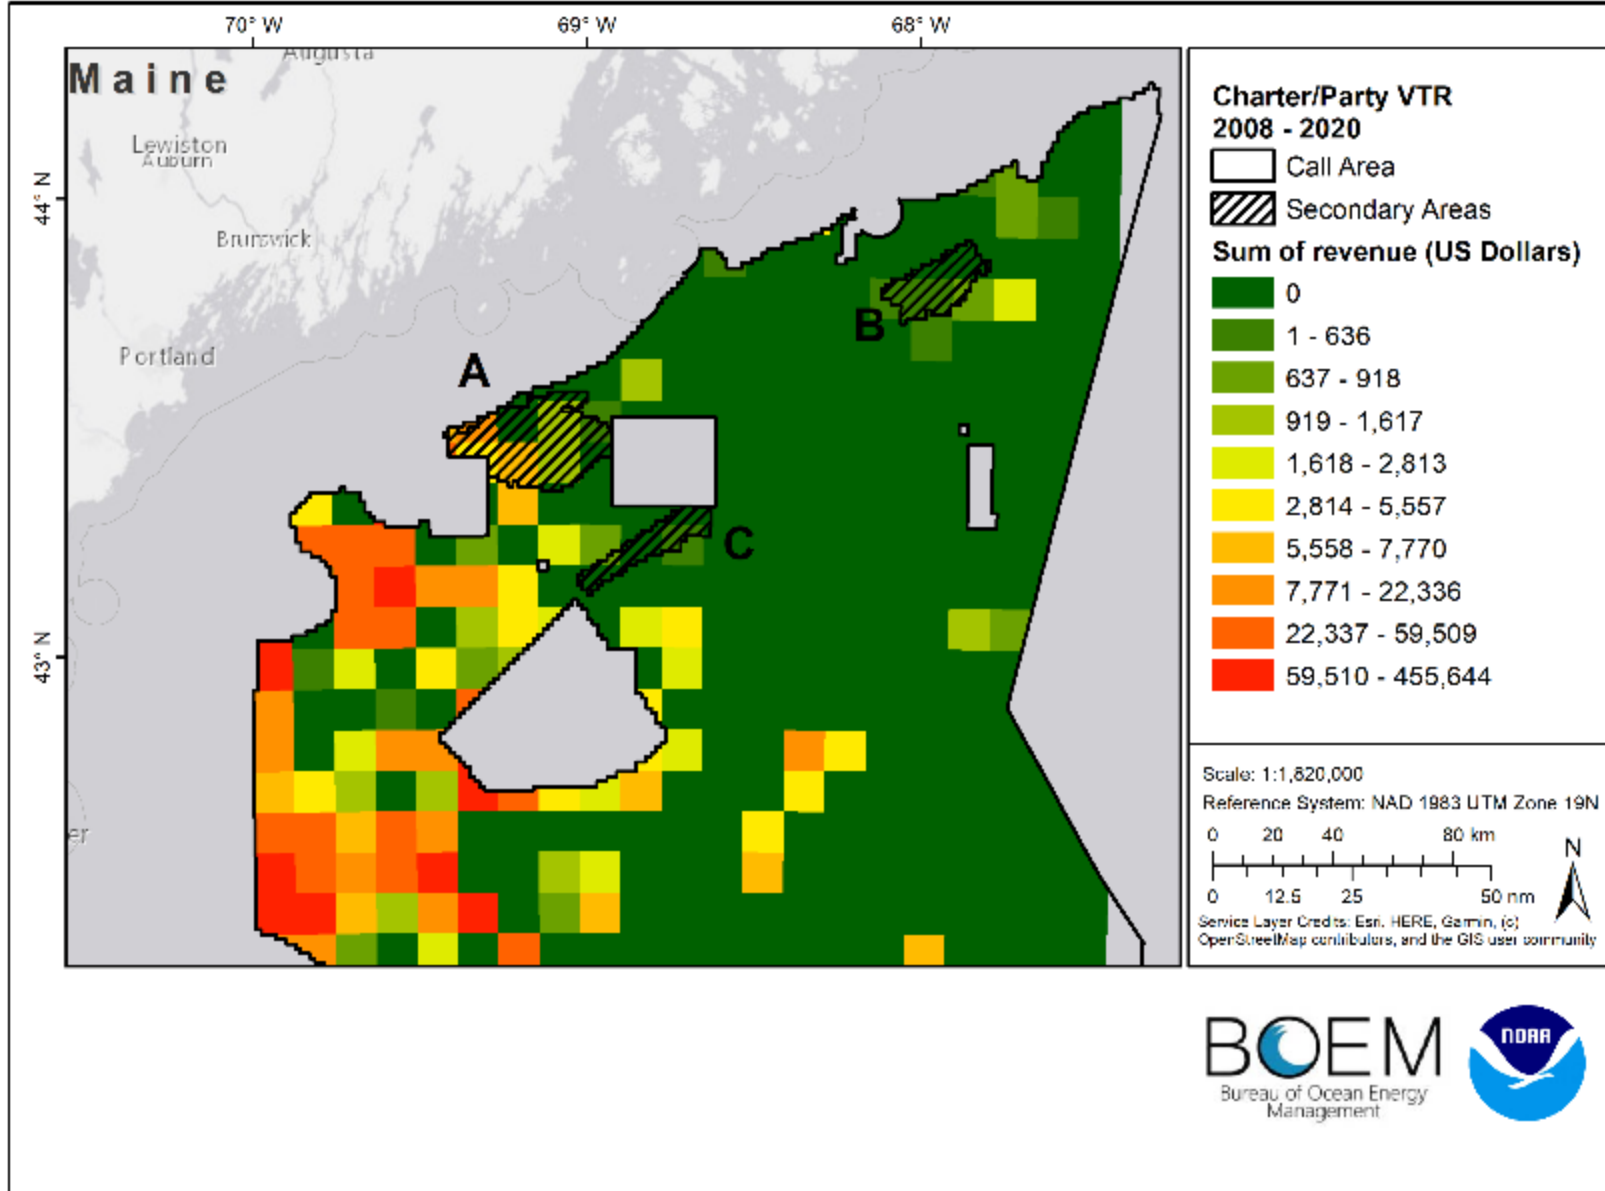 70° W
69° W
68° W
Augusta
Maine
Lewiston
Auburn
44° N
Brunswick
Portland
A
B
C
43° N
er
Charter/Party VTR
2008 - 2020
Call Area
Secondary Areas
Sum of revenue (US Dollars)
0
1 - 636
637 - 918
919 - 1,617
1,618 - 2,813
2,814 - 5,557
5,558 - 7,770
7,771 - 22,336
22,337 - 59,509
59,510 - 455,644
Scale: 1:1,820,000
Reference System: NAD 1983 UTM Zone 19N
0 20 40 80 km
N
0 12.5 25 50 nm
Service Layer Credits: Esri, HERE, Garmin, (c)
OpenStreetMap contributors, and the GIS user community
BOEM
Bureau of Ocean Energy
Management
NOAA